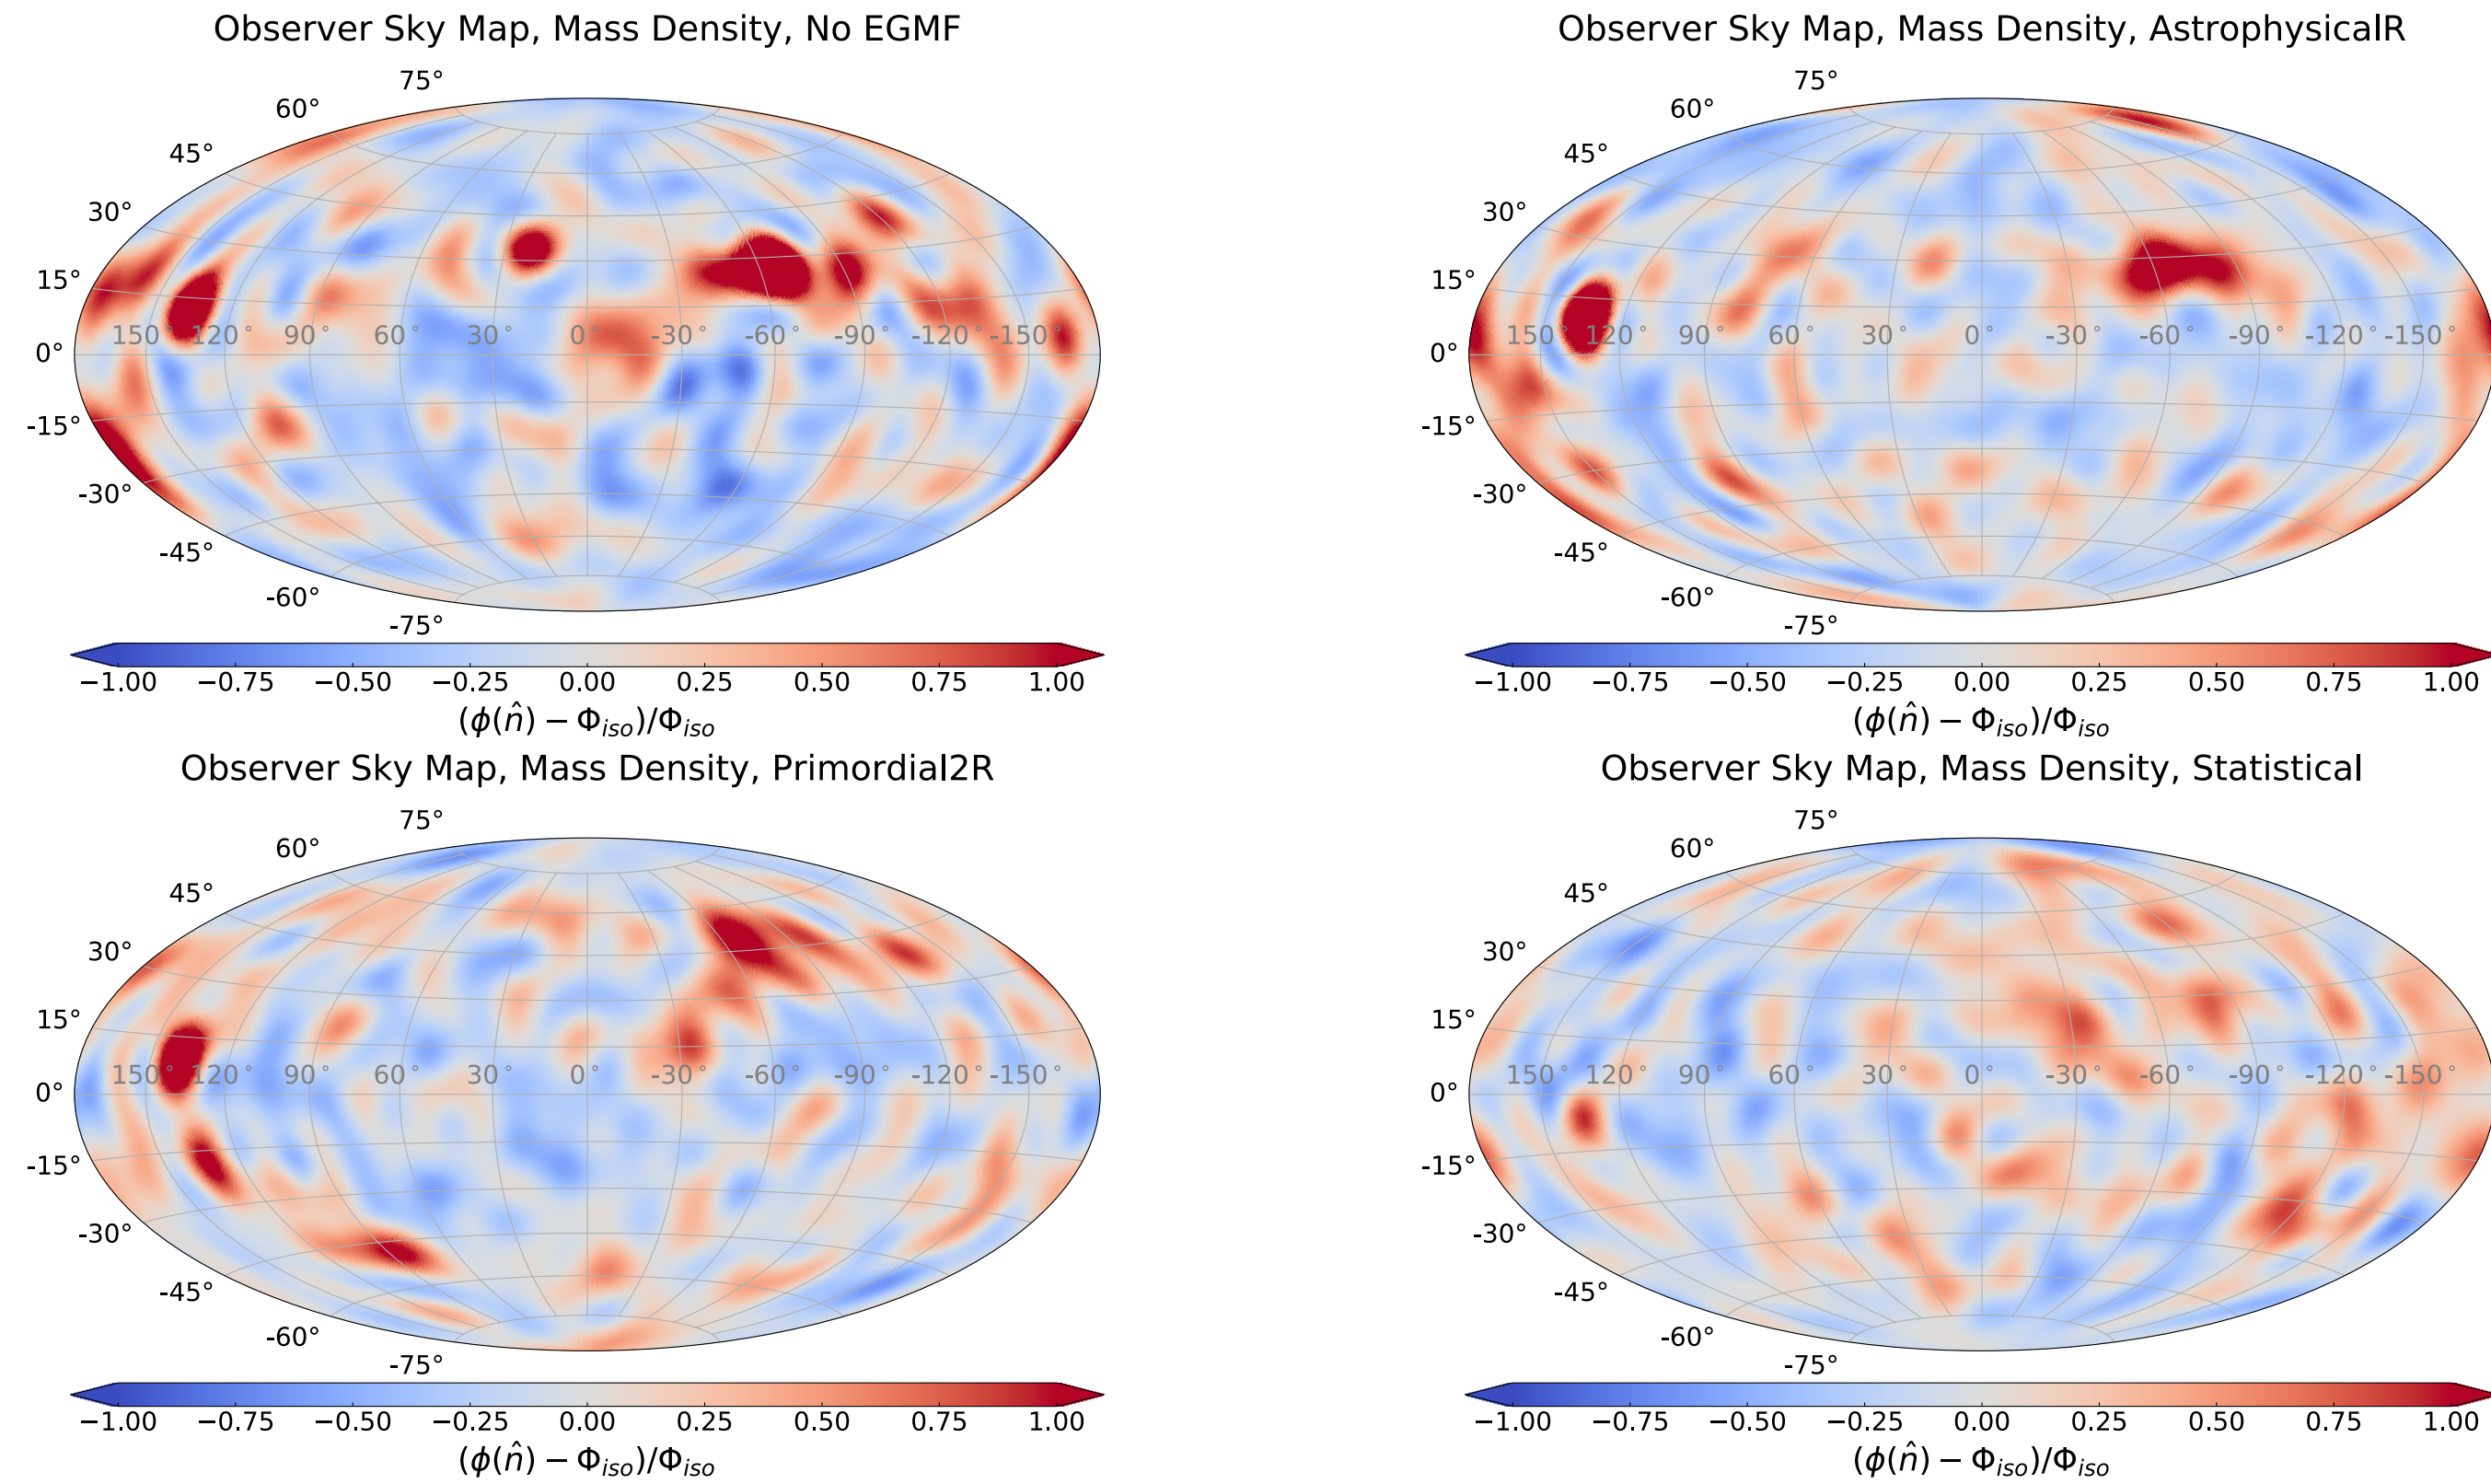 Observer Sky Map, Mass Density, No EGMF
75°
60°
45°
30°
15°
150° 120° 90° 60° 30° 0° -30° -60° -90° -120° -150°
0°
-15°
-30°
-45°
-60°
-75°
−1.00 −0.75 −0.50 −0.25 0.00 0.25 0.50 0.75 1.00
(ϕ(n̂) − Φiso)/Φiso
Observer Sky Map, Mass Density, AstrophysicalR
75°
60°
45°
30°
15°
150° 120° 90° 60° 30° 0° -30° -60° -90° -120° -150°
0°
-15°
-30°
-45°
-60°
-75°
−1.00 −0.75 −0.50 −0.25 0.00 0.25 0.50 0.75 1.00
(ϕ(n̂) − Φiso)/Φiso
Observer Sky Map, Mass Density, Primordial2R
75°
60°
45°
30°
15°
150° 120° 90° 60° 30° 0° -30° -60° -90° -120° -150°
0°
-15°
-30°
-45°
-60°
-75°
−1.00 −0.75 −0.50 −0.25 0.00 0.25 0.50 0.75 1.00
(ϕ(n̂) − Φiso)/Φiso
Observer Sky Map, Mass Density, Statistical
75°
60°
45°
30°
15°
150° 120° 90° 60° 30° 0° -30° -60° -90° -120° -150°
0°
-15°
-30°
-45°
-60°
-75°
−1.00 −0.75 −0.50 −0.25 0.00 0.25 0.50 0.75 1.00
(ϕ(n̂) − Φiso)/Φiso